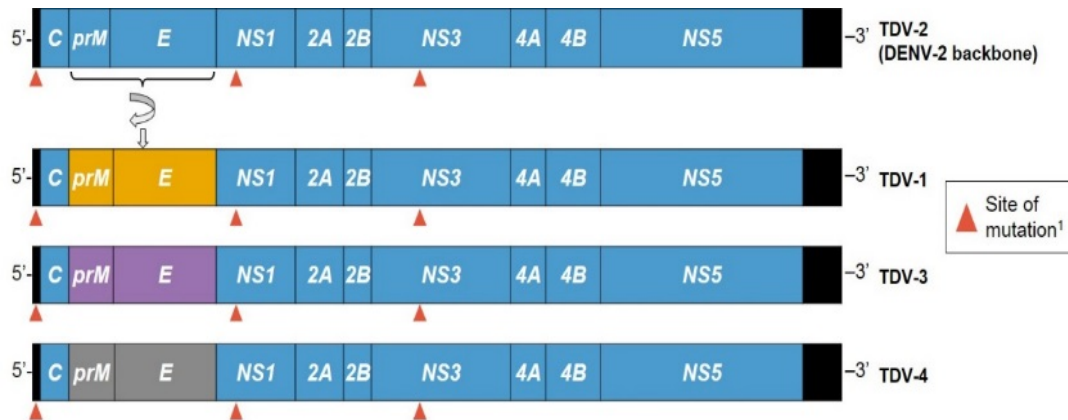 5'- C prM E NS1 2A 2B NS3 4A 4B NS5 –3' TDV-2
(DENV-2 backbone)
5'- C prM E NS1 2A 2B NS3 4A 4B NS5 –3' TDV-1
Site of
mutation¹
5'- C prM E NS1 2A 2B NS3 4A 4B NS5 –3' TDV-3
5'- C prM E NS1 2A 2B NS3 4A 4B NS5 –3' TDV-4